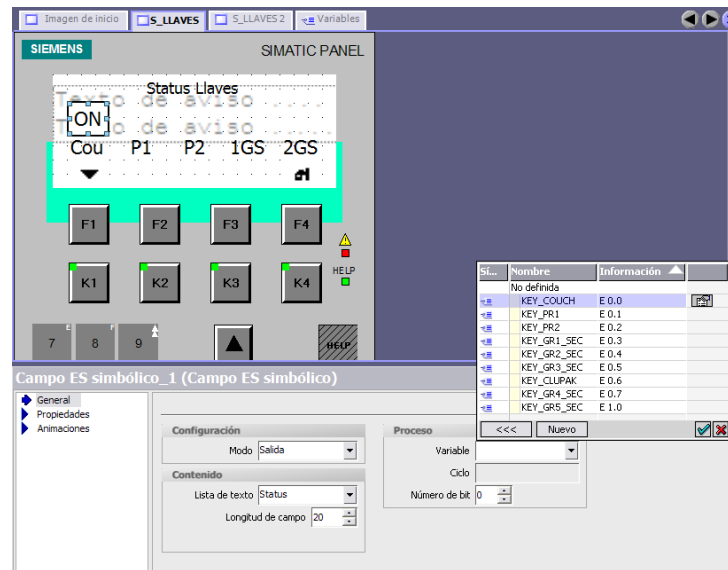 Imagen de inicio S_LLAVES S_LLAVES 2 Variables
SIEMENS SIMATIC PANEL
Status Llaves
Texto de aviso ....
ON
Texto de aviso .....
Cou P1 P2 1GS 2GS
F1 F2 F3 F4
K1 K2 K3 K4 HELP
7 E 8 F 9 HELP
Sí... Nombre Información
No definida
KEY_COUCH E 0.0
KEY_PR1 E 0.1
KEY_PR2 E 0.2
KEY_GR1_SEC E 0.3
KEY_GR2_SEC E 0.4
KEY_GR3_SEC E 0.5
KEY_CLUPAK E 0.6
KEY_GR4_SEC E 0.7
KEY_GR5_SEC E 1.0
<<< Nuevo
Campo ES simbólico_1 (Campo ES simbólico)
General
Propiedades
Animaciones
Configuración
Modo Salida
Contenido
Lista de texto Status
Longitud de campo 20
Proceso
Variable
Ciclo
Número de bit 0